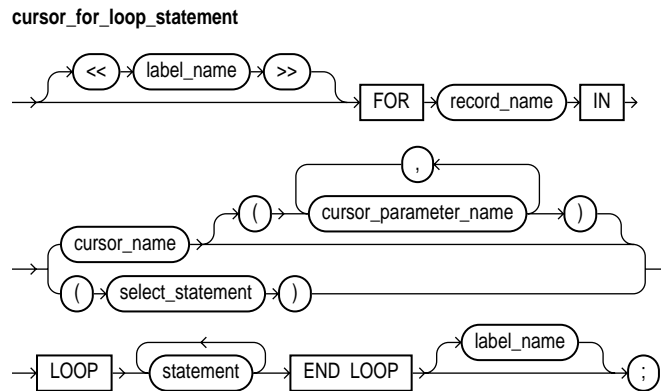 cursor_for_loop_statement
<< label_name >>
FOR record_name IN
,
( cursor_parameter_name )
cursor_name
( select_statement )
label_name
LOOP statement END LOOP ;